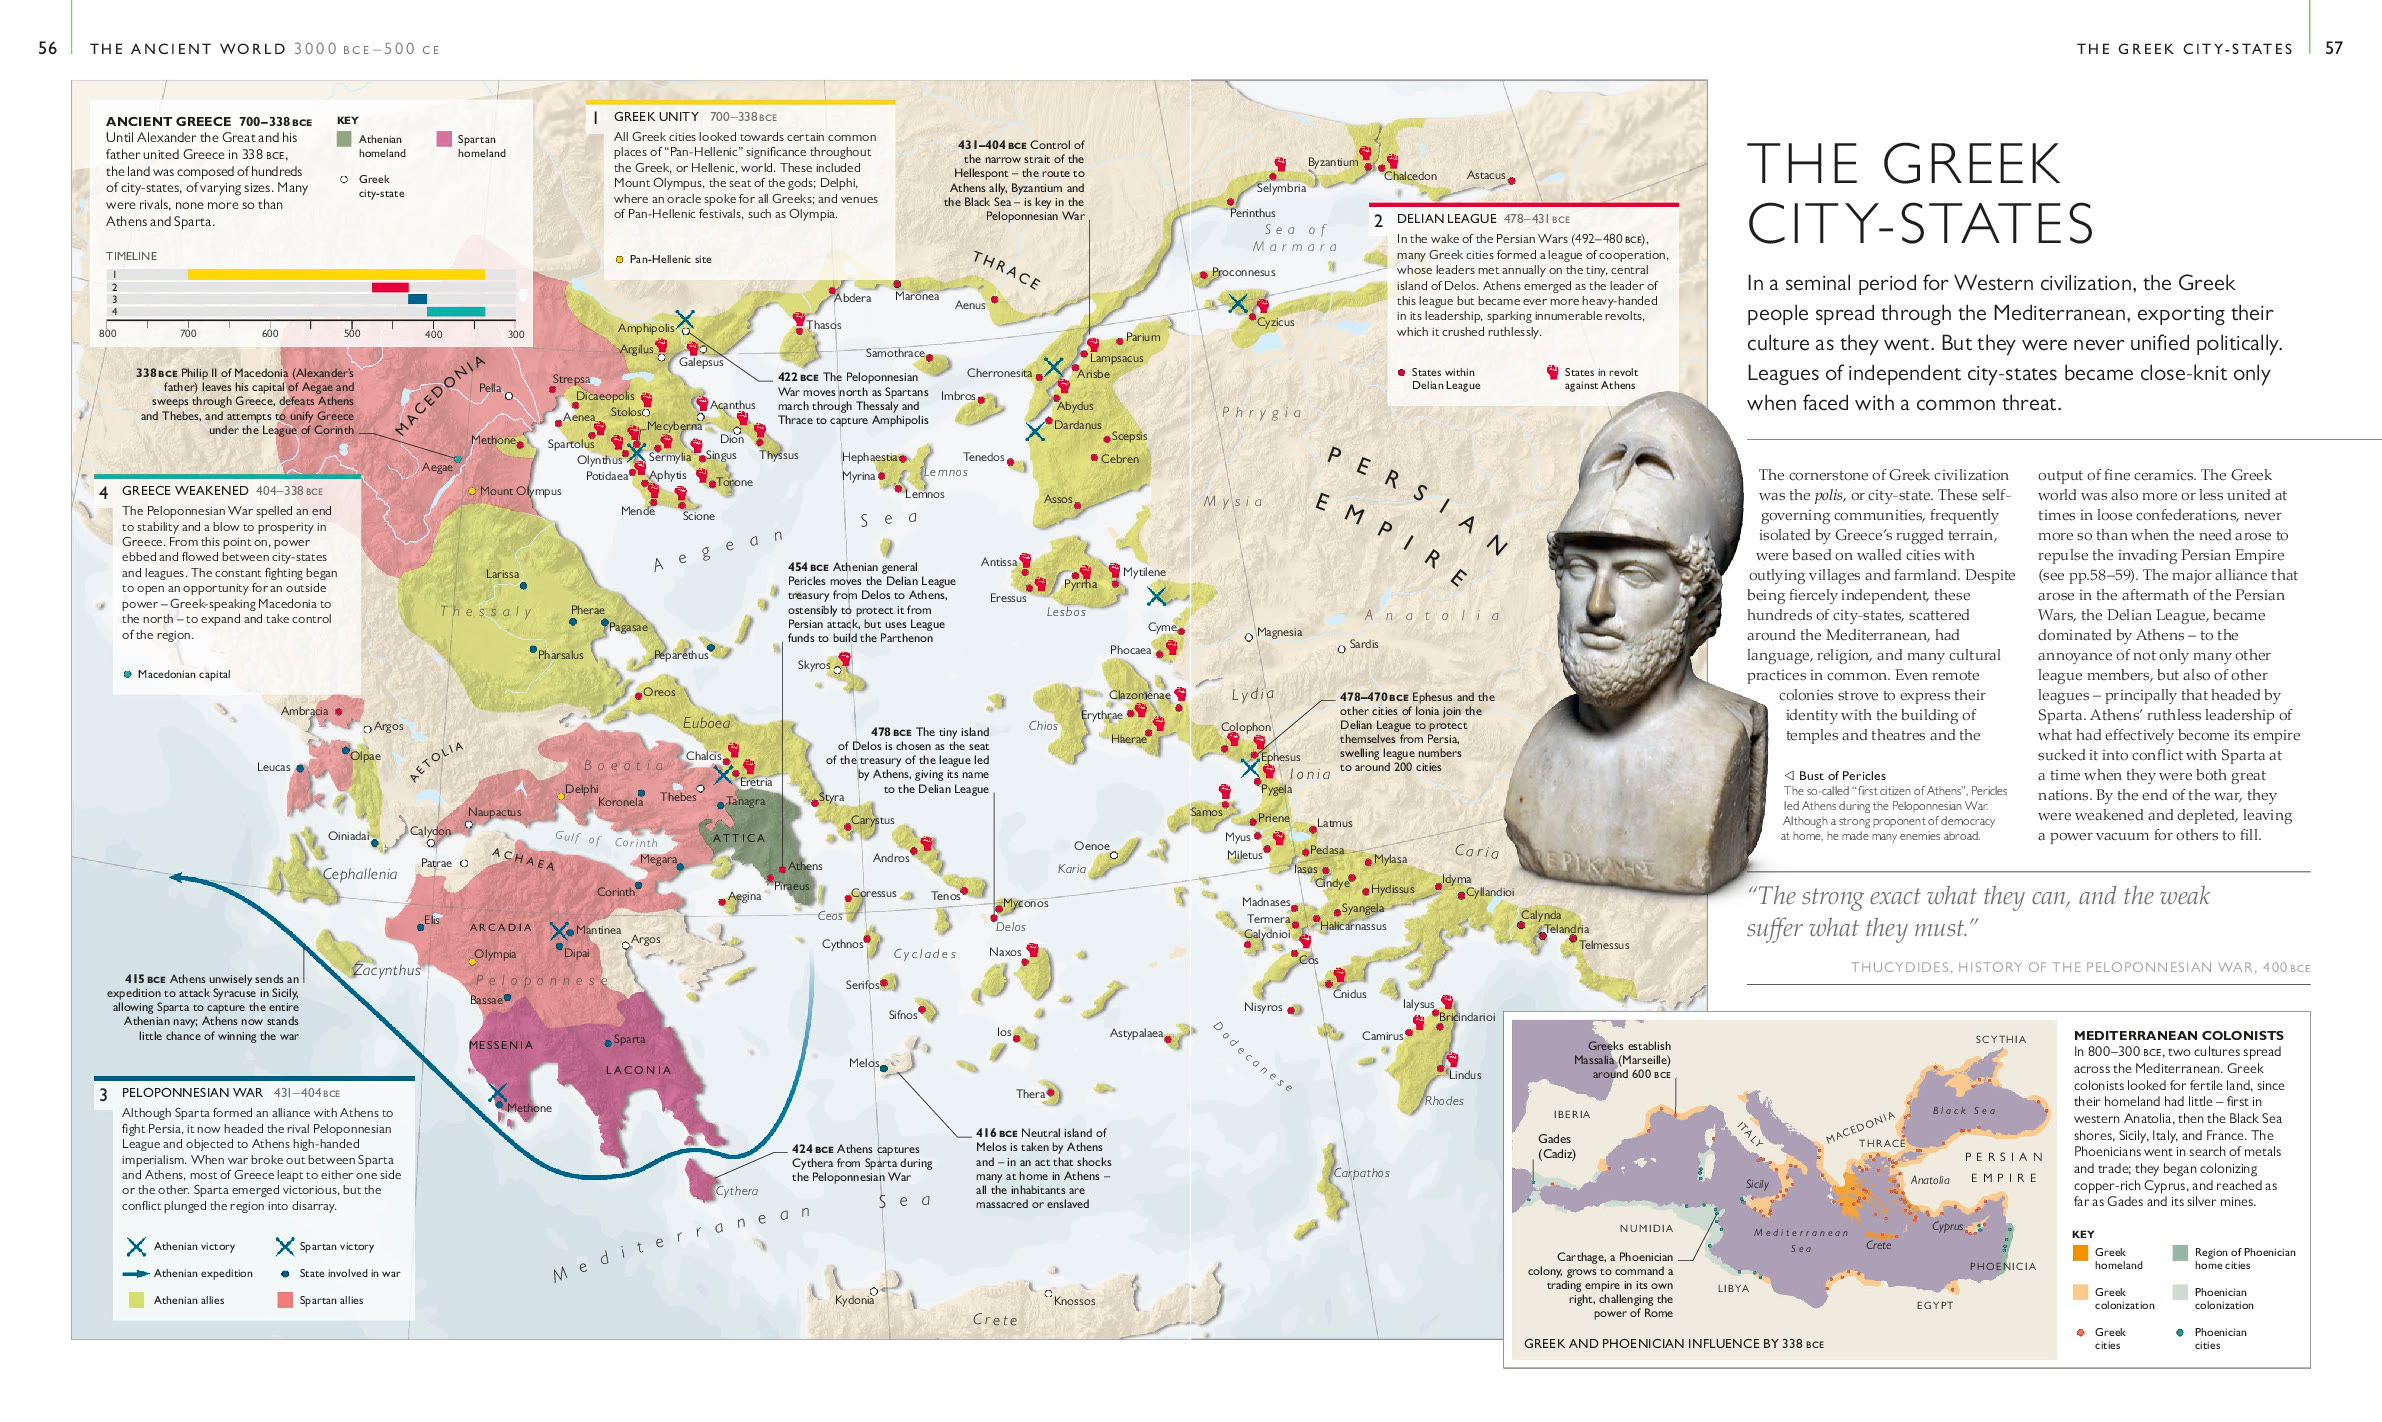 56 THE ANCIENT WORLD 3000 BCE–500 CE
THE GREEK CITY-STATES 57
ANCIENT GREECE 700–338 BCE
Until Alexander the Great and his
father united Greece in 338 BCE,
the land was composed of hundreds
of city-states, of varying sizes. Many
were rivals, none more so than
Athens and Sparta.
KEY
Athenian
homeland
Spartan
homeland
Greek
city-state
TIMELINE
1
2
3
4
800 700 600 500 400 300
1 GREEK UNITY 700–338 BCE
All Greek cities looked towards certain common
places of “Pan-Hellenic” significance throughout
the Greek, or Hellenic, world. These included
Mount Olympus, the seat of the gods; Delphi,
where an oracle spoke for all Greeks; and venues
of Pan-Hellenic festivals, such as Olympia.
Pan-Hellenic site
431–404 BCE Control of
the narrow strait of the
Hellespont – the route to
Athens ally, Byzantium and
the Black Sea – is key in the
Peloponnesian War
2 DELIAN LEAGUE 478–431 BCE
In the wake of the Persian Wars (492–480 BCE),
many Greek cities formed a league of cooperation,
whose leaders met annually on the tiny, central
island of Delos. Athens emerged as the leader of
this league but became ever more heavy-handed
in its leadership, sparking innumerable revolts,
which it crushed ruthlessly.
States within
Delian League
States in revolt
against Athens
338 BCE Philip II of Macedonia (Alexander’s
father) leaves his capital of Aegae and
sweeps through Greece, defeats Athens
and Thebes, and attempts to unify Greece
under the League of Corinth
4 GREECE WEAKENED 404–338 BCE
The Peloponnesian War spelled an end
to stability and a blow to prosperity in
Greece. From this point on, power
ebbed and flowed between city-states
and leagues. The constant fighting began
to open an opportunity for an outside
power – Greek-speaking Macedonia to
the north – to expand and take control
of the region.
Macedonian capital
422 BCE The Peloponnesian
War moves north as Spartans
march through Thessaly and
Thrace to capture Amphipolis
454 BCE Athenian general
Pericles moves the Delian League
treasury from Delos to Athens,
ostensibly to protect it from
Persian attack, but uses League
funds to build the Parthenon
478 BCE The tiny island
of Delos is chosen as the seat
of the treasury of the league led
by Athens, giving its name
to the Delian League
478–470 BCE Ephesus and the
other cities of Ionia join the
Delian League to protect
themselves from Persia,
swelling league numbers
to around 200 cities
415 BCE Athens unwisely sends an
expedition to attack Syracuse in Sicily,
allowing Sparta to capture the entire
Athenian navy; Athens now stands
little chance of winning the war
424 BCE Athens captures
Cythera from Sparta during
the Peloponnesian War
416 BCE Neutral island of
Melos is taken by Athens
and – in an act that shocks
many at home in Athens –
all the inhabitants are
massacred or enslaved
3 PELOPONNESIAN WAR 431–404 BCE
Although Sparta formed an alliance with Athens to
fight Persia, it now headed the rival Peloponnesian
League and objected to Athens high-handed
imperialism. When war broke out between Sparta
and Athens, most of Greece leapt to either one side
or the other. Sparta emerged victorious, but the
conflict plunged the region into disarray.
Athenian victory
Spartan victory
Athenian expedition
State involved in war
Athenian allies
Spartan allies
MACEDONIA
THRACE
Byzantium
Chalcedon
Astacus
Selymbria
Perinthus
Sea of
Marmara
Proconnesus
Cyzicus
Abdera
Maronea
Aenus
Thasos
Samothrace
Amphipolis
Argilus
Galepsus
Pella
Strepsa
Dicaeopolis
Stolos
Acanthus
Aenea
Mecyberna
Dion
Methone
Spartolus
Thyssus
Olynthus
Sermylia
Singus
Aegae
Potidaea
Aphytis
Torone
Mount Olympus
Mende
Scione
Parium
Lampsacus
Cherronesita
Arisbe
Imbros
Abydus
Dardanus
Scepsis
Tenedos
Cebren
Hephaestia
Myrina
Lemnos
Lemnos
Assos
Phrygia
Mysia
PERSIAN
EMPIRE
Aegean
Sea
Antissa
Pyrrha
Mytilene
Eressus
Lesbos
Anatolia
Larissa
Thessaly
Pherae
Pagasae
Pharsalus
Peparethus
Skyros
Cyme
Magnesia
Sardis
Phocaea
Oreos
Euboea
Lydia
Clazomenae
Erythrae
Chios
Haerae
Colophon
Ephesus
Ionia
Pygela
Ambracia
Argos
Olpae
AETOLIA
Leucas
Boeotia
Chalcis
Eretria
Delphi
Koronela
Thebes
Tanagra
Naupactus
Styra
Oiniadai
Calydon
Gulf of Corinth
ATTICA
Carystus
Patrae
ACHAEA
Megara
Athens
Piraeus
Andros
Cephallenia
Corinth
Aegina
Coressus
Ceos
Tenos
Myconos
Delos
Samos
Priene
Latmus
Myus
Miletus
Pedasa
Mylasa
Oenoe
Karia
Caria
Iasus
Cindye
Hydissus
Idyma
Cyllandioi
Madnases
Syangela
Termera
Halicarnassus
Calydnioi
Calynda
Telandria
Telmessus
Cos
Cnidus
Elis
ARCADIA
Mantinea
Argos
Olympia
Dipai
Peloponnese
Zacynthus
Cythnos
Cyclades
Naxos
Bassae
Serifos
Sifnos
Ios
Astypalaea
Nisyros
Ialysus
Bricindarioi
Camirus
Dodecanese
MESSENIA
Sparta
LACONIA
Melos
Thera
Lindus
Rhodes
Methone
Cythera
Mediterranean
Sea
Carpathos
Kydonia
Knossos
Crete
THE GREEK
CITY-STATES
In a seminal period for Western civilization, the Greek
people spread through the Mediterranean, exporting their
culture as they went. But they were never unified politically.
Leagues of independent city-states became close-knit only
when faced with a common threat.
The cornerstone of Greek civilization
was the polis, or city-state. These self-
governing communities, frequently
isolated by Greece’s rugged terrain,
were based on walled cities with
outlying villages and farmland. Despite
being fiercely independent, these
hundreds of city-states, scattered
around the Mediterranean, had
language, religion, and many cultural
practices in common. Even remote
colonies strove to express their
identity with the building of
temples and theatres and the
output of fine ceramics. The Greek
world was also more or less united at
times in loose confederations, never
more so than when the need arose to
repulse the invading Persian Empire
(see pp.58–59). The major alliance that
arose in the aftermath of the Persian
Wars, the Delian League, became
dominated by Athens – to the
annoyance of not only many other
league members, but also of other
leagues – principally that headed by
Sparta. Athens’ ruthless leadership of
what had effectively become its empire
sucked it into conflict with Sparta at
a time when they were both great
nations. By the end of the war, they
were weakened and depleted, leaving
a power vacuum for others to fill.
◁ Bust of Pericles
The so-called “first citizen of Athens”, Pericles
led Athens during the Peloponnesian War.
Although a strong proponent of democracy
at home, he made many enemies abroad.
“The strong exact what they can, and the weak
suffer what they must.”
THUCYDIDES, HISTORY OF THE PELOPONNESIAN WAR, 400 BCE
Greeks establish
Massalia (Marseille)
around 600 BCE
SCYTHIA
IBERIA
Gades
(Cadiz)
ITALY
MACEDONIA
THRACE
Black Sea
PERSIAN
EMPIRE
Sicily
Anatolia
NUMIDIA
Mediterranean
Sea
Crete
Cyprus
PHOENICIA
Carthage, a Phoenician
colony, grows to command a
trading empire in its own
right, challenging the
power of Rome
LIBYA
EGYPT
GREEK AND PHOENICIAN INFLUENCE BY 338 BCE
MEDITERRANEAN COLONISTS
In 800–300 BCE, two cultures spread
across the Mediterranean. Greek
colonists looked for fertile land, since
their homeland had little – first in
western Anatolia, then the Black Sea
shores, Sicily, Italy, and France. The
Phoenicians went in search of metals
and trade; they began colonizing
copper-rich Cyprus, and reached as
far as Gades and its silver mines.
KEY
Greek
homeland
Region of Phoenician
home cities
Greek
colonization
Phoenician
colonization
Greek
cities
Phoenician
cities